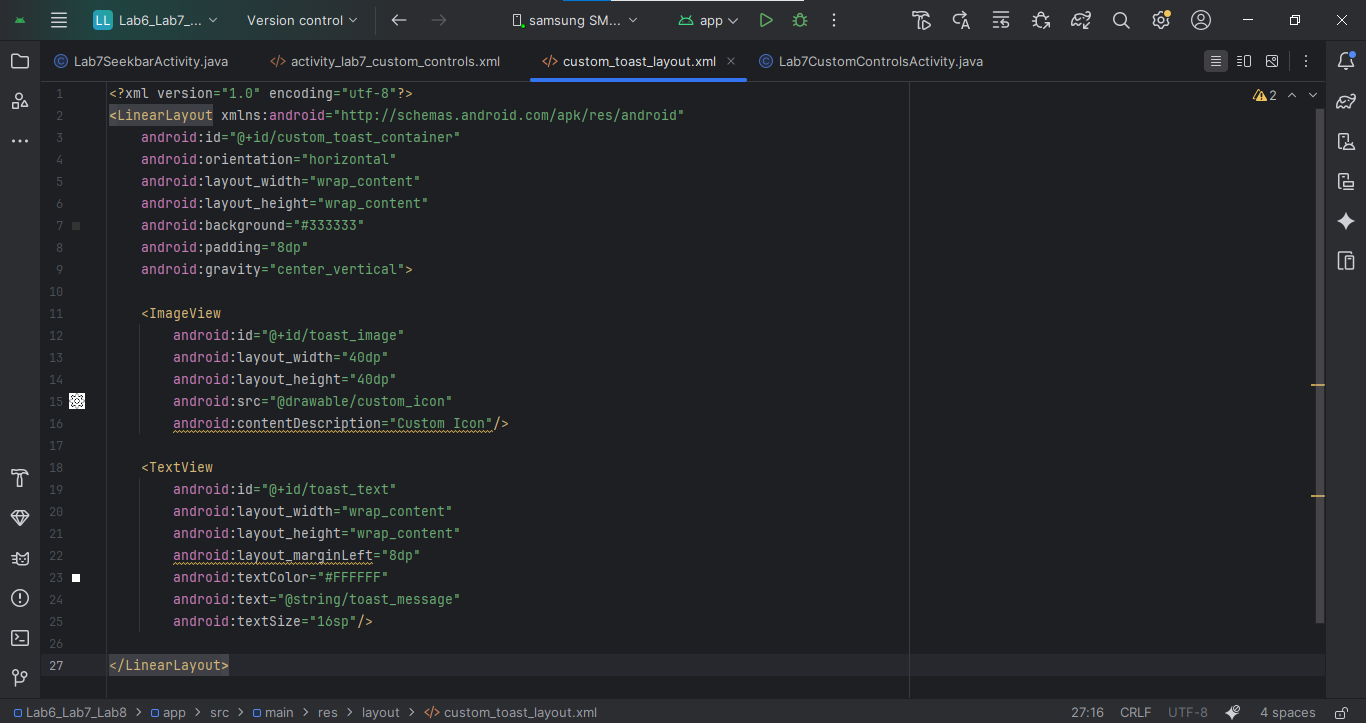 LL Lab6_Lab7_... Version control samsung SM... app
Lab7SeekbarActivity.java activity_lab7_custom_controls.xml custom_toast_layout.xml Lab7CustomControlsActivity.java
1 <?xml version="1.0" encoding="utf-8"?> 2
2 <LinearLayout xmlns:android="http://schemas.android.com/apk/res/android"
3 android:id="@+id/custom_toast_container"
4 android:orientation="horizontal"
5 android:layout_width="wrap_content"
6 android:layout_height="wrap_content"
7 android:background="#333333"
8 android:padding="8dp"
9 android:gravity="center_vertical">
10
11 <ImageView
12 android:id="@+id/toast_image"
13 android:layout_width="40dp"
14 android:layout_height="40dp"
15 android:src="@drawable/custom_icon"
16 android:contentDescription="Custom Icon"/>
17
18 <TextView
19 android:id="@+id/toast_text"
20 android:layout_width="wrap_content"
21 android:layout_height="wrap_content"
22 android:layout_marginLeft="8dp"
23 android:textColor="#FFFFFF"
24 android:text="@string/toast_message"
25 android:textSize="16sp"/>
26
27 </LinearLayout>
Lab6_Lab7_Lab8 > app > src > main > res > layout > custom_toast_layout.xml 27:16 CRLF UTF-8 4 spaces